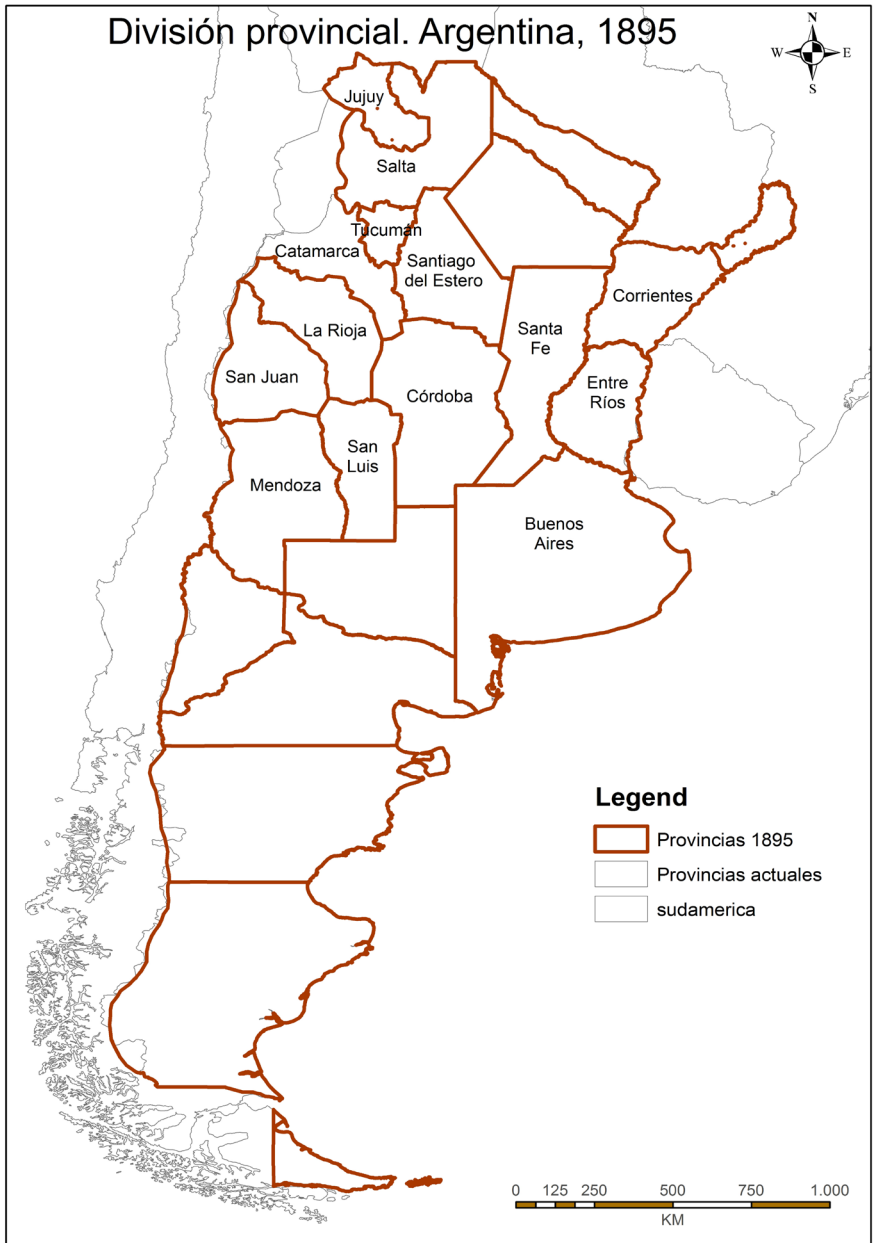 División provincial. Argentina, 1895
N
W E
S
Jujuy
Salta
Tucumán
Catamarca
Santiago
del Estero
Corrientes
La Rioja
Santa
Fe
San Juan
Entre
Ríos
Córdoba
San
Luis
Mendoza
Buenos
Aires
Legend
Provincias 1895
Provincias actuales
sudamerica
0 125 250 500 750 1.000
KM